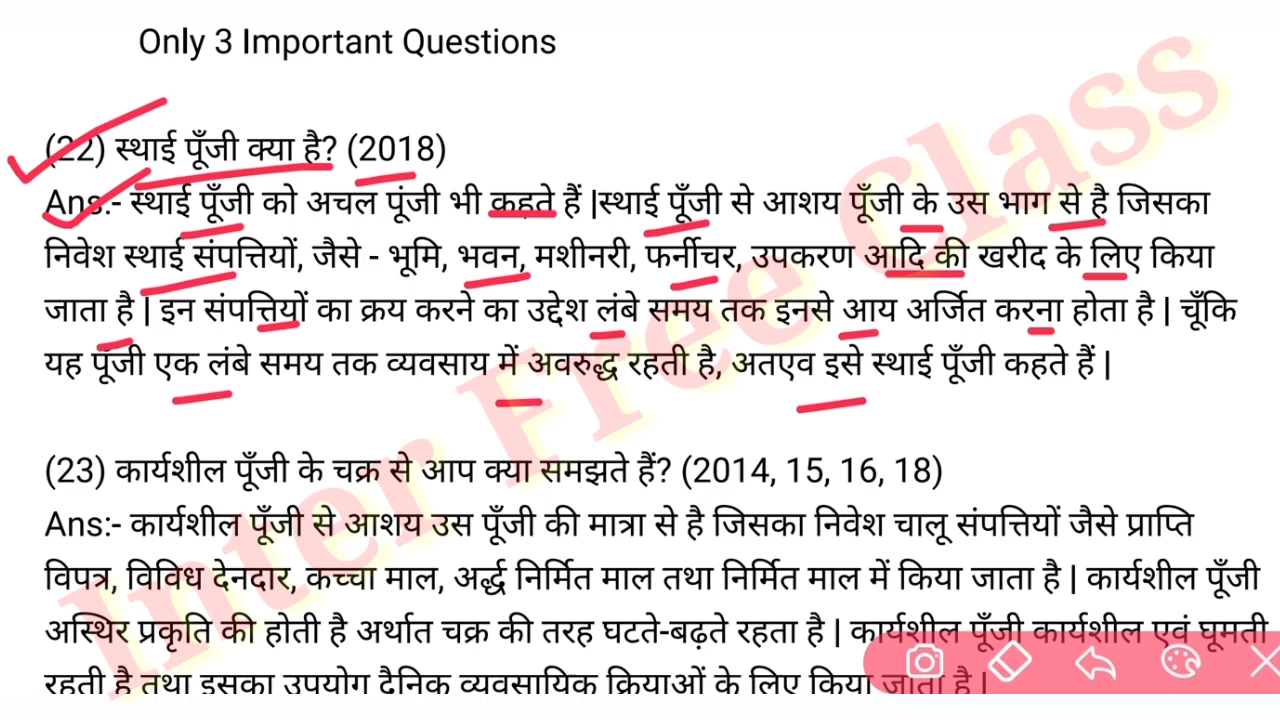 Only 3 Important Questions
(22) स्थाई पूँजी क्या है? (2018)
Ans:- स्थाई पूँजी को अचल पूंजी भी कहते हैं |स्थाई पूँजी से आशय पूँजी के उस भाग से है जिसका
निवेश स्थाई संपत्तियों, जैसे - भूमि, भवन, मशीनरी, फर्नीचर, उपकरण आदि की खरीद के लिए किया
जाता है | इन संपत्तियों का क्रय करने का उद्देश लंबे समय तक इनसे आय अर्जित करना होता है | चूँकि
यह पूंजी एक लंबे समय तक व्यवसाय में अवरुद्ध रहती है, अतएव इसे स्थाई पूँजी कहते हैं |
(23) कार्यशील पूँजी के चक्र से आप क्या समझते हैं? (2014, 15, 16, 18)
Ans:- कार्यशील पूँजी से आशय उस पूँजी की मात्रा से है जिसका निवेश चालू संपत्तियों जैसे प्राप्ति
विपत्र, विविध देनदार, कच्चा माल, अर्द्ध निर्मित माल तथा निर्मित माल में किया जाता है | कार्यशील पूँजी
अस्थिर प्रकृति की होती है अर्थात चक्र की तरह घटते-बढ़ते रहता है | कार्यशील पूँजी कार्यशील एवं घूमती
रहती है तथा इसका उपयोग दैनिक व्यवसायिक क्रियाओं के लिए किया जाता है |
Inter Free Class